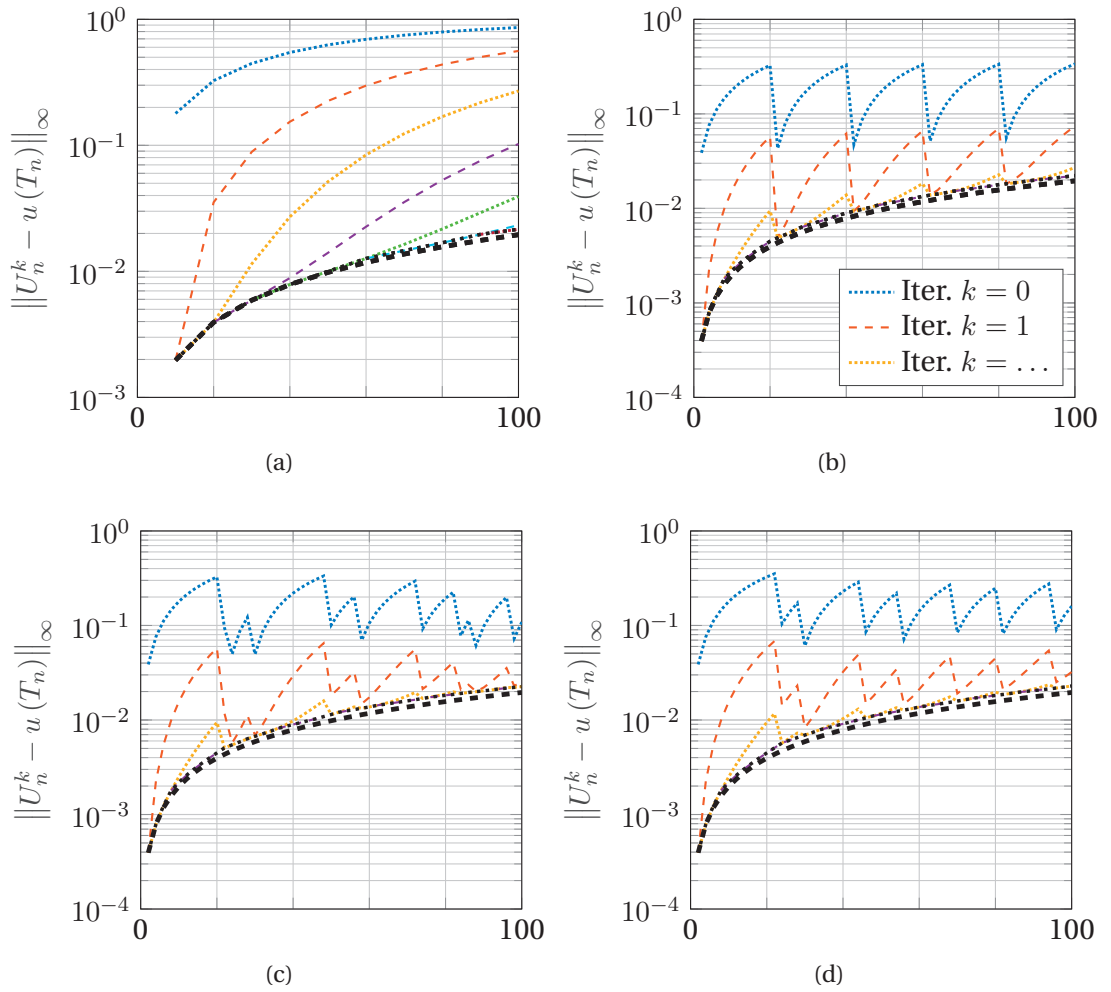 10^0
10^{-1}
10^{-2}
10^{-3}
0
100
||U_n^k − u (T_n)||_∞
(a)
10^0
10^{-1}
10^{-2}
10^{-3}
10^{-4}
0
100
||U_n^k − u (T_n)||_∞
Iter. k = 0
Iter. k = 1
Iter. k = …
(b)
10^0
10^{-1}
10^{-2}
10^{-3}
10^{-4}
0
100
||U_n^k − u (T_n)||_∞
(c)
10^0
10^{-1}
10^{-2}
10^{-3}
10^{-4}
0
100
||U_n^k − u (T_n)||_∞
(d)